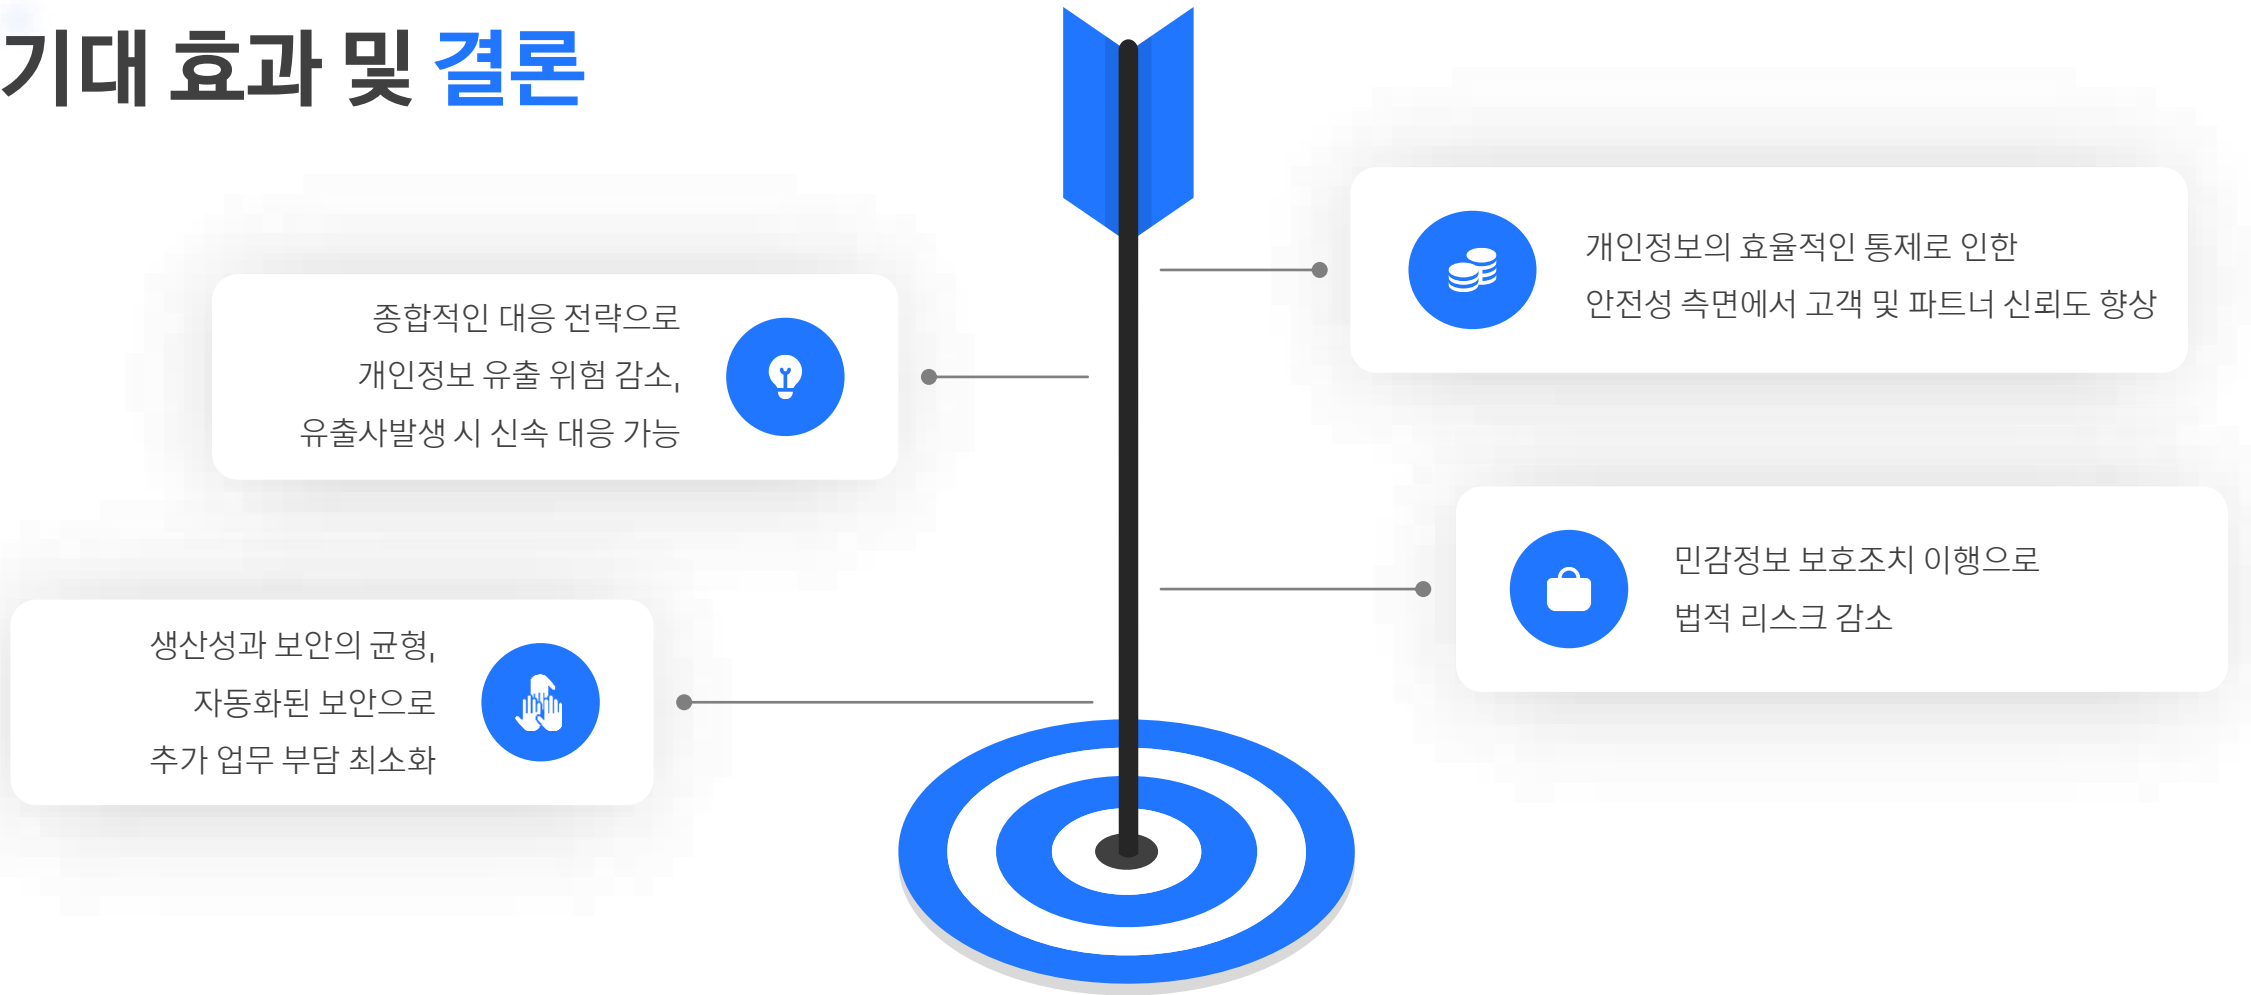 기대 효과 및 결론
종합적인 대응 전략으로
개인정보 유출 위험 감소,
유출사발생 시 신속 대응 가능
생산성과 보안의 균형,
자동화된 보안으로
추가 업무 부담 최소화
개인정보의 효율적인 통제로 인한
안전성 측면에서 고객 및 파트너 신뢰도 향상
민감정보 보호조치 이행으로
법적 리스크 감소